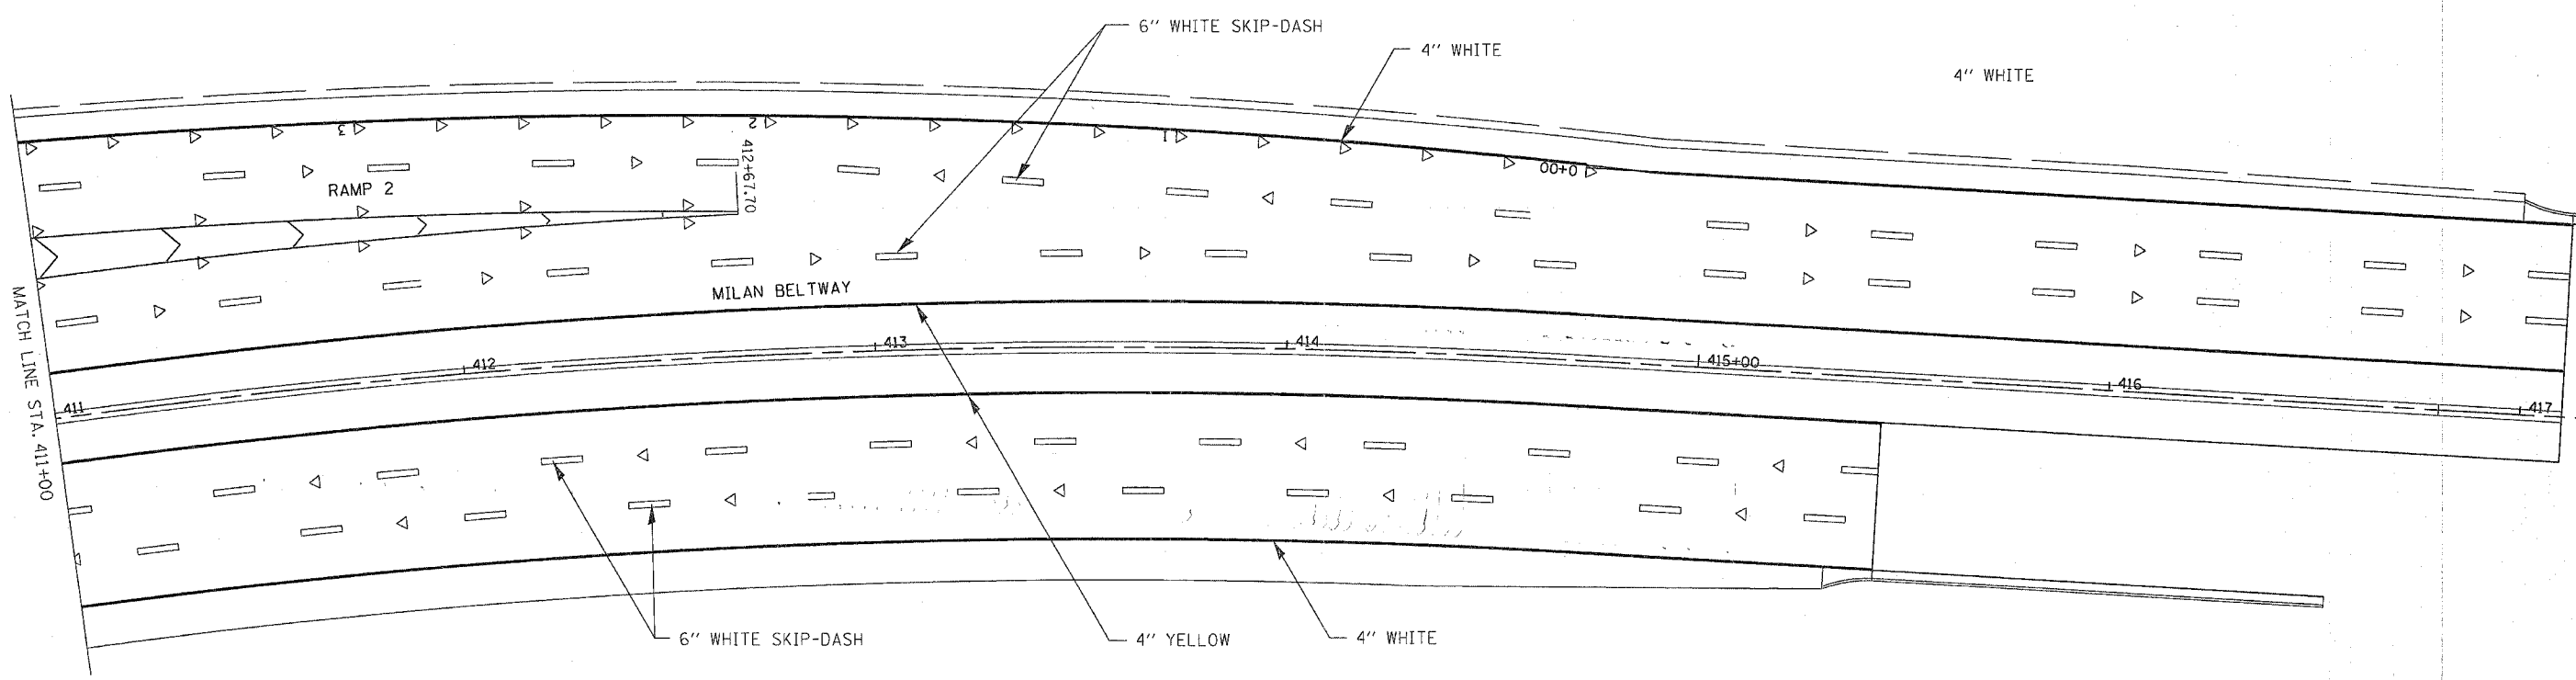 6" WHITE SKIP-DASH
4" WHITE
4" WHITE
3
2
1
412+67.70
0+00
RAMP 2
MILAN BELTWAY
MATCH LINE STA. 411+00
411
412
413
414
415+00
416
417
6" WHITE SKIP-DASH
4" YELLOW
4" WHITE